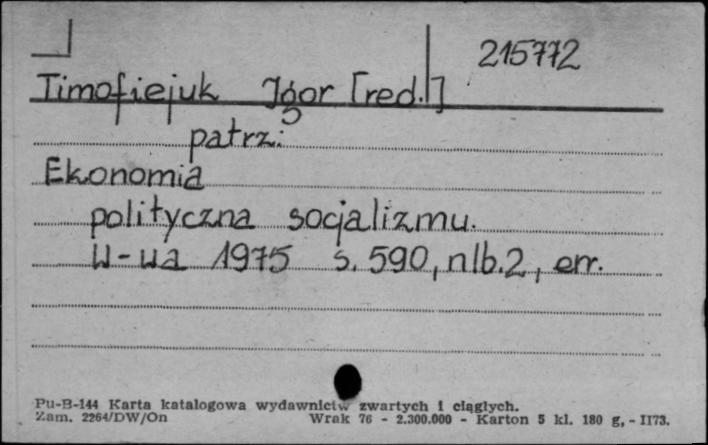 215772
Timofiejuk Igor [red.]
patrz:
Ekonomia
polityczna socjalizmu.
W-wa 1975 s. 590, nlb. 2, err.
Pu-B-144 Karta katalogowa wydawnictw zwartych i ciągłych.
Zam. 2264/DW/On Wrak 76 - 2.300.000 - Karton 5 kl. 180 g, - II73.